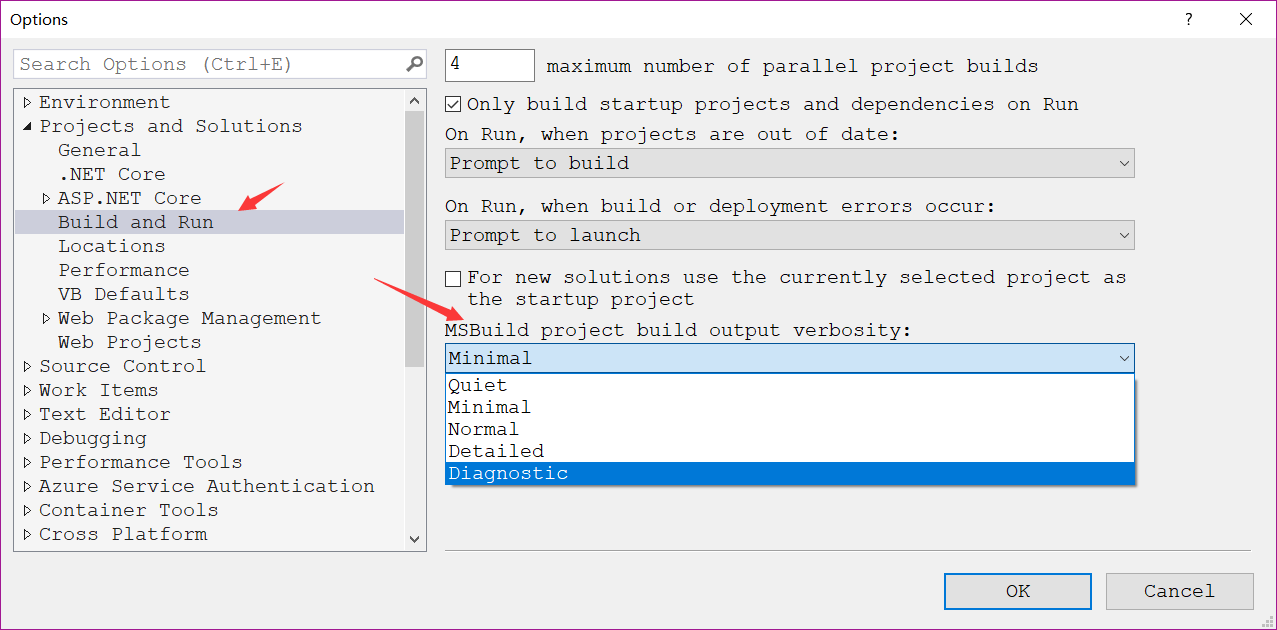 Options
?
Search Options (Ctrl+E)
Environment
Projects and Solutions
General
.NET Core
ASP.NET Core
Build and Run
Locations
Performance
VB Defaults
Web Package Management
Web Projects
Source Control
Work Items
Text Editor
Debugging
Performance Tools
Azure Service Authentication
Container Tools
Cross Platform
4 maximum number of parallel project builds
Only build startup projects and dependencies on Run
On Run, when projects are out of date:
Prompt to build
On Run, when build or deployment errors occur:
Prompt to launch
For new solutions use the currently selected project as
the startup project
MSBuild project build output verbosity:
Minimal
Quiet
Minimal
Normal
Detailed
Diagnostic
OK
Cancel